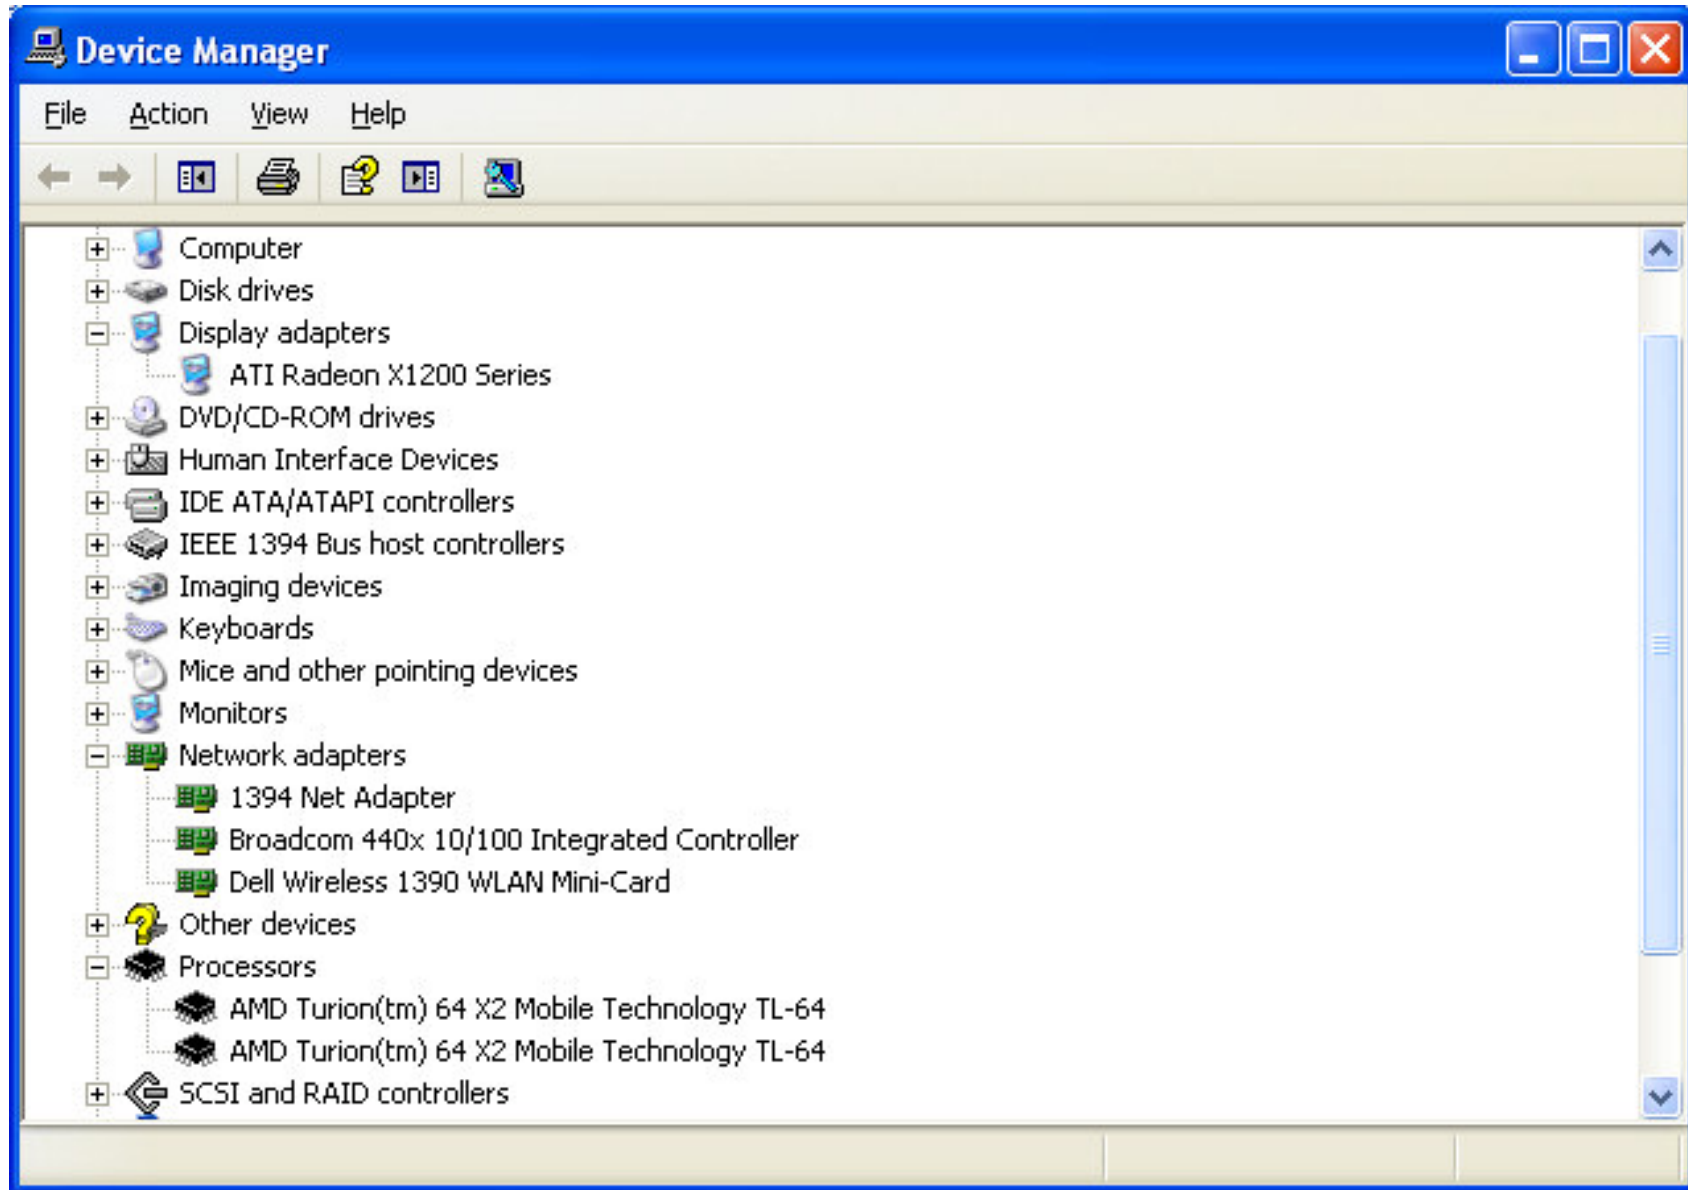 Device Manager
File Action View Help
Computer
Disk drives
Display adapters
ATI Radeon X1200 Series
DVD/CD-ROM drives
Human Interface Devices
IDE ATA/ATAPI controllers
IEEE 1394 Bus host controllers
Imaging devices
Keyboards
Mice and other pointing devices
Monitors
Network adapters
1394 Net Adapter
Broadcom 440x 10/100 Integrated Controller
Dell Wireless 1390 WLAN Mini-Card
Other devices
Processors
AMD Turion(tm) 64 X2 Mobile Technology TL-64
AMD Turion(tm) 64 X2 Mobile Technology TL-64
SCSI and RAID controllers